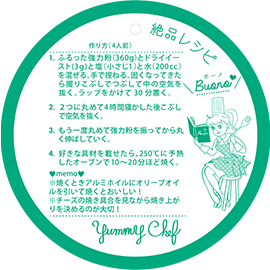 絶品レシピ
ボーノ
Buono
作り方(4人前)
1. ふるった強力粉(360g)とドライイー
スト(3g)と塩(小さじ1)と水(200cc)
を混ぜる。手で捏ねる。固くなってきた
ら握りこぶしでつぶして中の空気を
抜く。ラップをかけて30分置く。
2. 2つに丸めて4時間寝かした後こぶし
で空気を抜く。
3. もう一度丸めて強力粉を振ってから丸
く伸ばしていく。
4. 好きな具材を載せたら、250℃に予熱
したオーブンで10〜20分ほど焼く。
♥memo♥
※焼くときアルミホイルにオリーブオイ
ルを引いて焼くとおいしい!
※チーズの焼き具合を見ながら焼き上が
りを決めるのが大切!
Yummy Chef